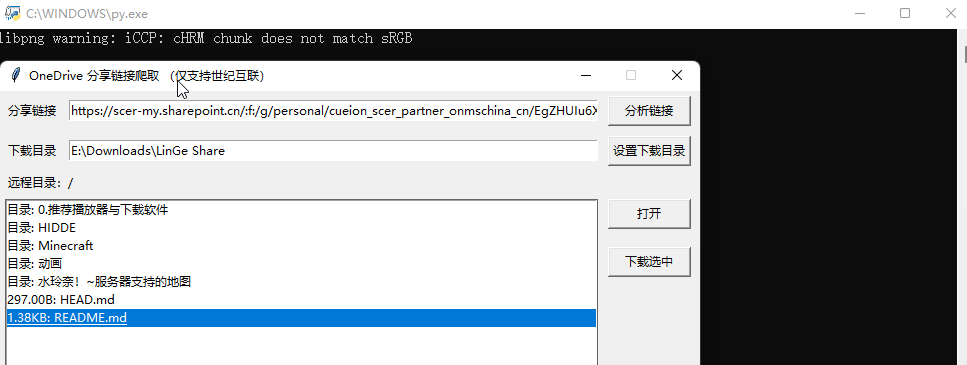 C:\WINDOWS\py.exe
libpng warning: iCCP: cHRM chunk does not match sRGB
OneDrive 分享链接爬取 (仅支持世纪互联)
分享链接 https://scer-my.sharepoint.cn/:f:/g/personal/cueion_scer_partner_onmschina_cn/EgZHUIu6X 分析链接
下载目录 E:\Downloads\LinGe Share 设置下载目录
远程目录: /
目录: 0.推荐播放器与下载软件
打开
目录: HIDDE
目录: Minecraft
目录: 动画
下载选中
目录: 水玲奈! ~服务器支持的地图
297.00B: HEAD.md
1.38KB: README.md